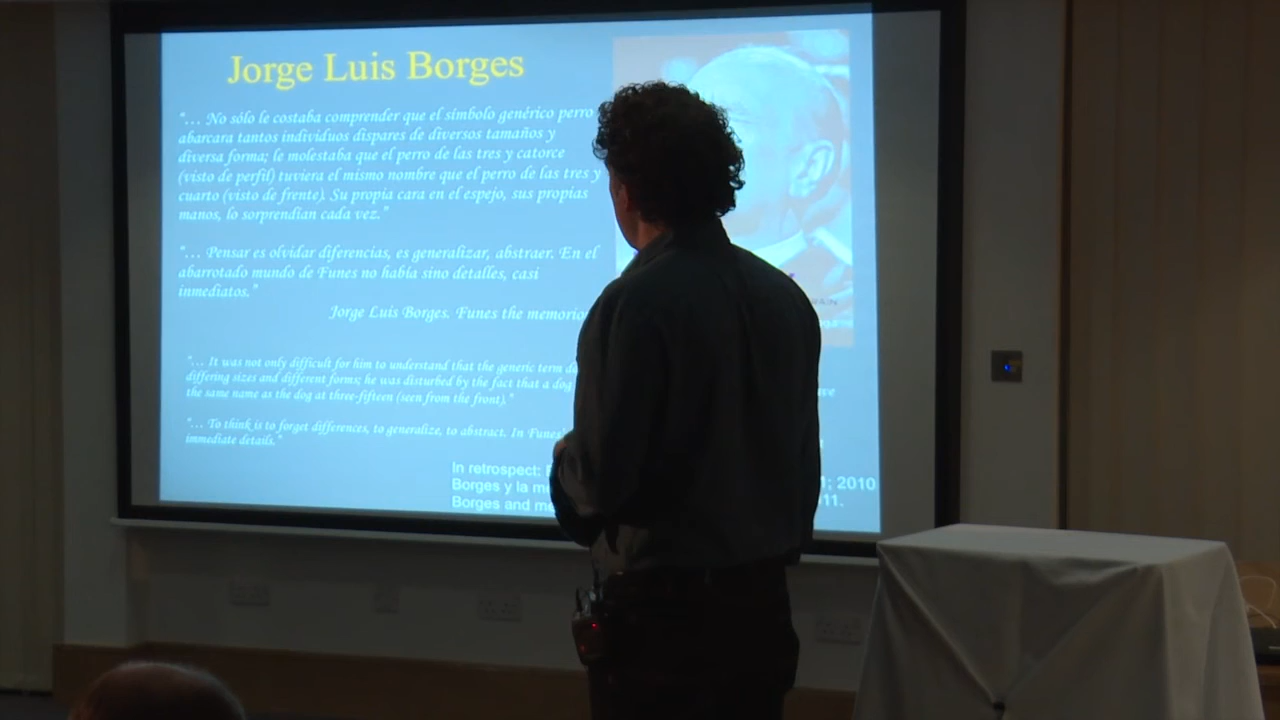 Jorge Luis Borges
"... No sólo le costaba comprender que el símbolo genérico perro
abarcara tantos individuos dispares de diversos tamaños y
diversa forma; le molestaba que el perro de las tres y catorce
(visto de perfil) tuviera el mismo nombre que el perro de las tres y
cuarto (visto de frente). Su propia cara en el espejo, sus propias
manos, lo sorprendían cada vez."
"... Pensar es olvidar diferencias, es generalizar, abstraer. En el
abarrotado mundo de Funes no había sino detalles, casi
inmediatos."
Jorge Luis Borges. Funes the
"... It was not only difficult for him to understand that the generic term
differing sizes and different forms; he was disturbed by the fact that a dog
the same name as the dog at three-fifteen (seen from the front)."
"... To think is to forget differences, to generalize, to abstract. In
immediate details."
In retrospect:
2010
Borges y la
Borges and
11.